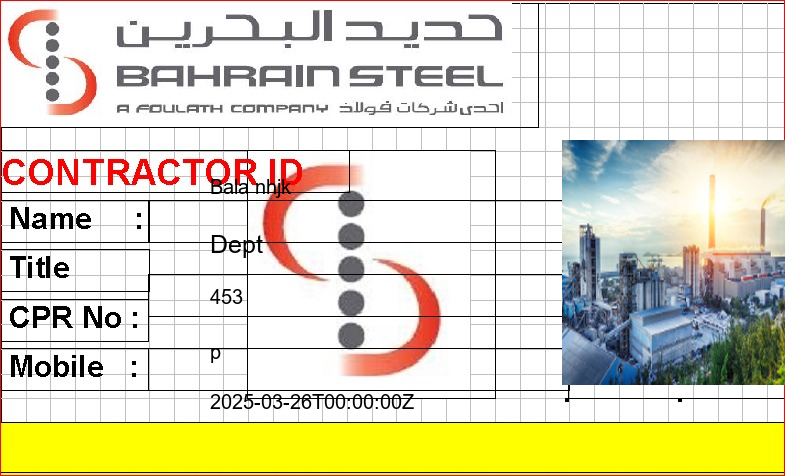 حديد البحرين
BAHRAIN STEEL
A FOULATH COMPANY احدى شركات فولاذ
CONTRACTOR ID
Bala nhjk
Name :
Dept
Title
453
CPR No :
p
Mobile :
2025-03-26T00:00:00Z